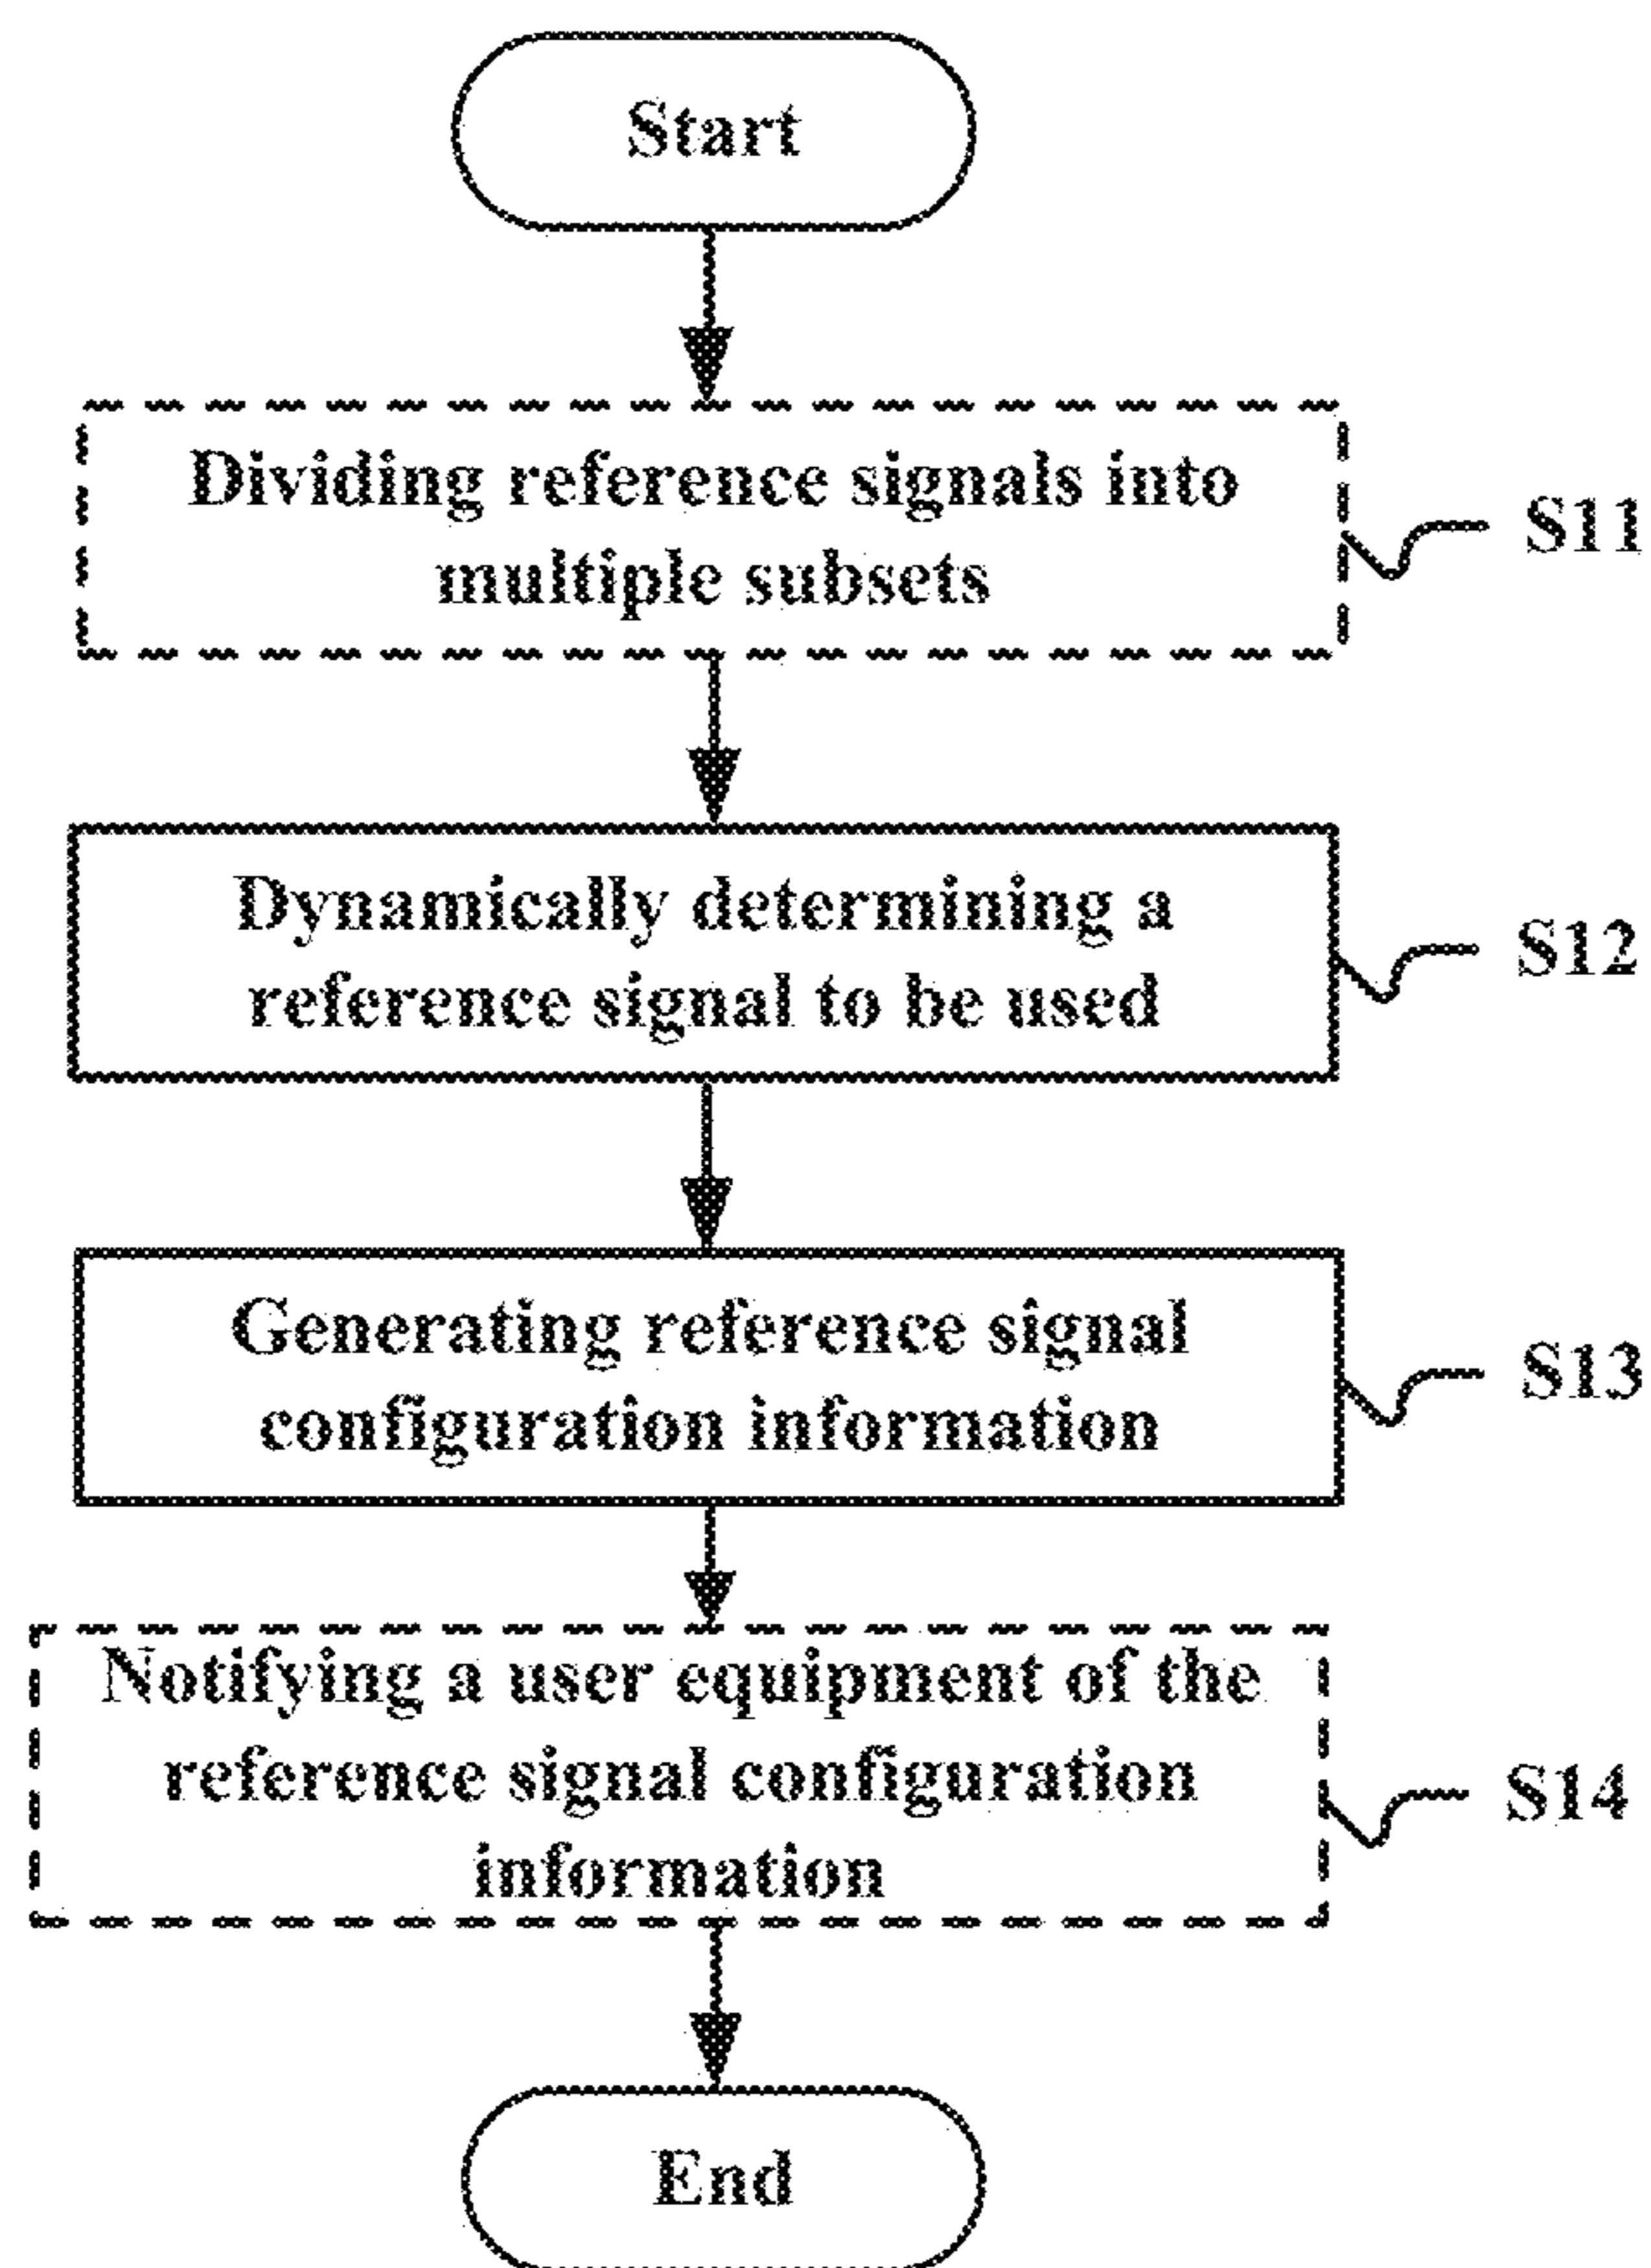 Start
Dividing reference signals into
multiple subsets
S11
Dynamically determining a
reference signal to be used
S12
Generating reference signal
configuration information
S13
Notifying a user equipment of the
reference signal configuration
information
S14
End